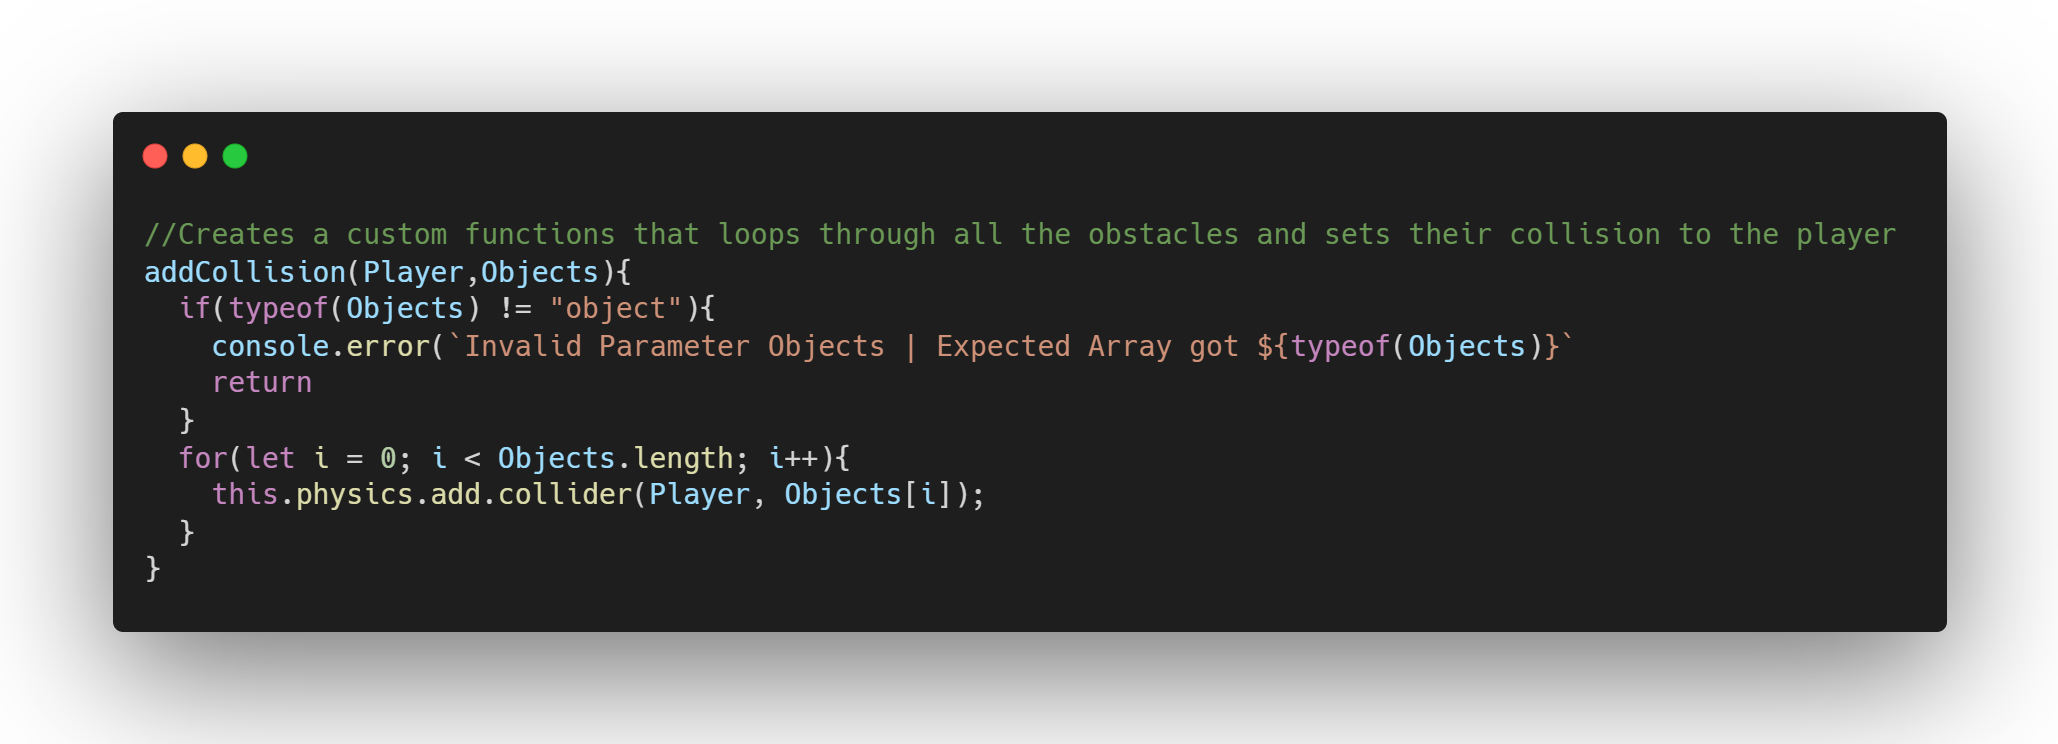 //Creates a custom functions that loops through all the obstacles and sets their collision to the player
addCollision(Player,Objects){
  if(typeof(Objects) != "object"){
    console.error(`Invalid Parameter Objects | Expected Array got ${typeof(Objects)}`
    return
  }
  for(let i = 0; i < Objects.length; i++){
    this.physics.add.collider(Player, Objects[i]);
  }
}